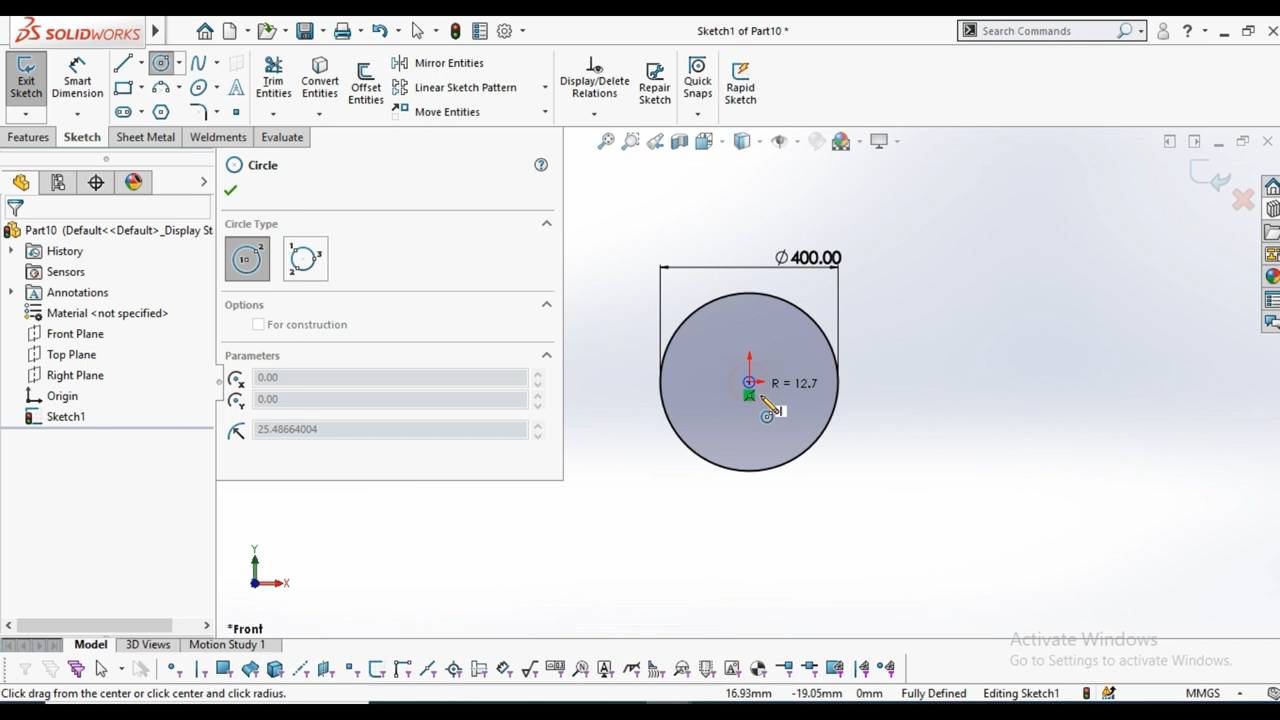 SOLIDWORKS
Sketch1 of Part10 *
Search Commands
?
Exit Sketch
Smart Dimension
Trim Entities
Convert Entities
Offset Entities
Mirror Entities
Linear Sketch Pattern
Move Entities
Display/Delete Relations
Repair Sketch
Quick Snaps
Rapid Sketch
Features
Sketch
Sheet Metal
Weldments
Evaluate
Circle
Circle Type
Options
For construction
Parameters
0.00
0.00
25.48664004
Part10 (Default<<Default>_Display St
History
Sensors
Annotations
Material <not specified>
Front Plane
Top Plane
Right Plane
Origin
Sketch1
∅400.00
R = 12.7
Y
X
*Front
Activate Windows
Go to Settings to activate Windows.
Model
3D Views
Motion Study 1
Click drag from the center or click center and click radius.
16.93mm
-19.05mm
0mm
Fully Defined
Editing Sketch1
MMGS